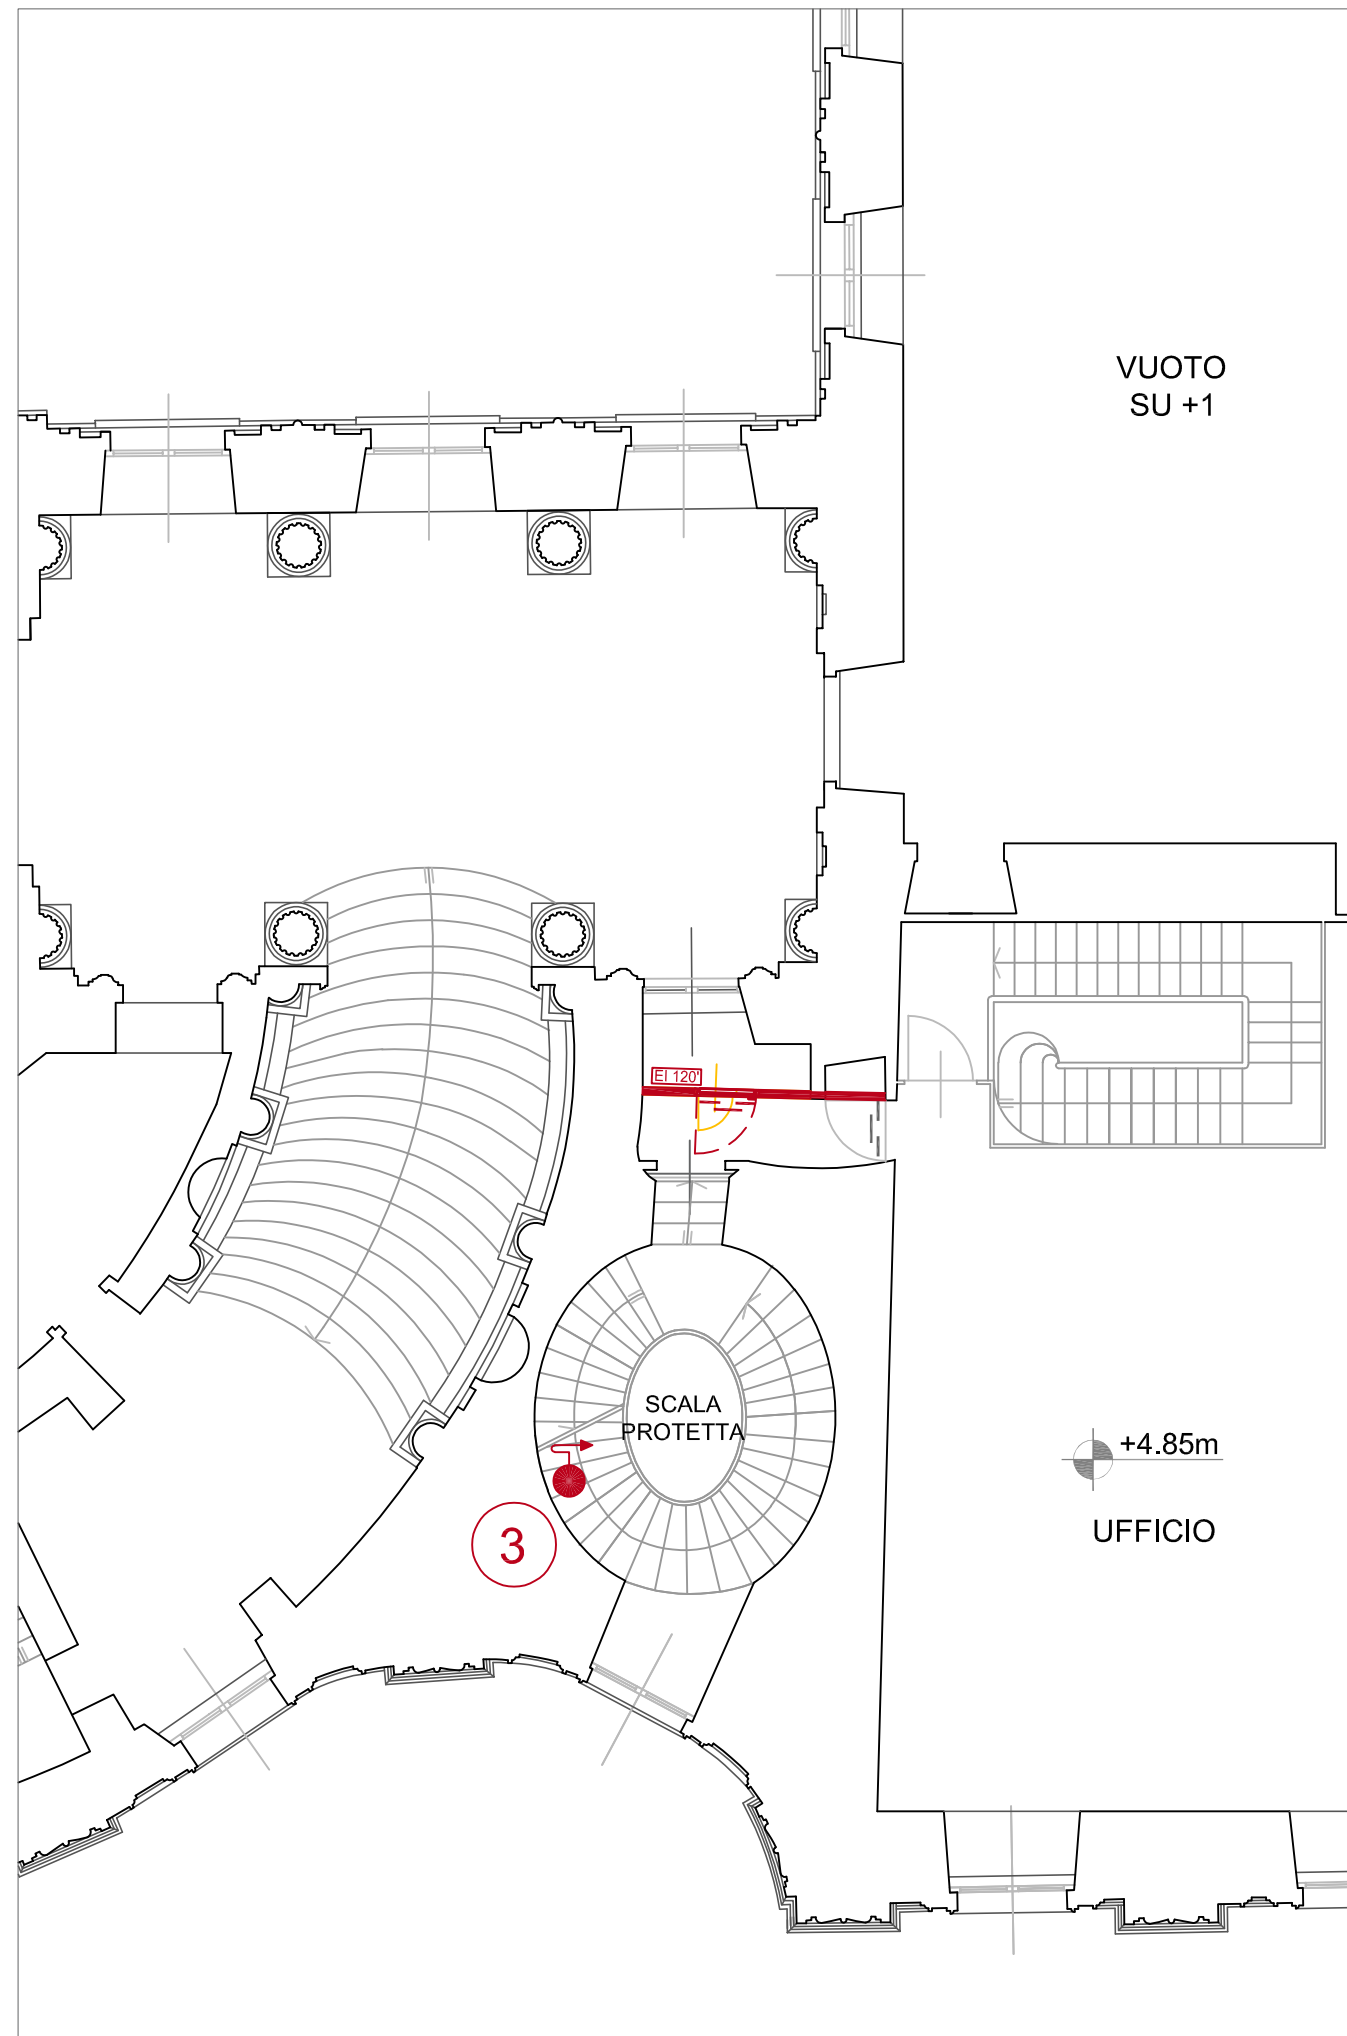 VUOTO
SU +1
EI 120'
SCALA
PROTETTA
+4.85m
3
UFFICIO